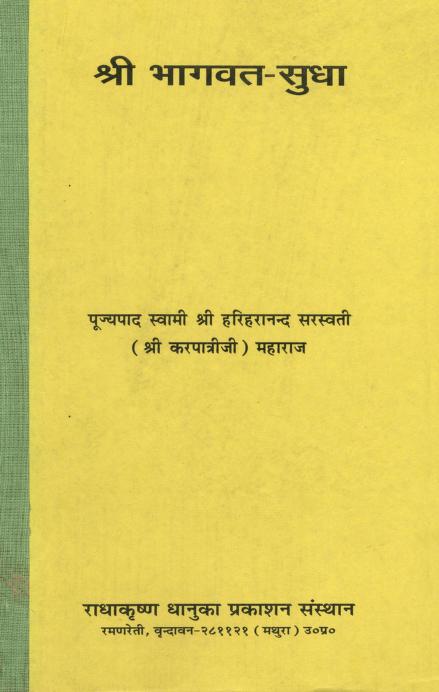 श्री भागवत-सुधा
पूज्यपाद स्वामी श्री हरिहरानन्द सरस्वती
( श्री करपात्रीजी ) महाराज
राधाकृष्ण धानुका प्रकाशन संस्थान
रमणरेती, वृन्दावन-२८११२१ ( मथुरा ) उ०प्र०